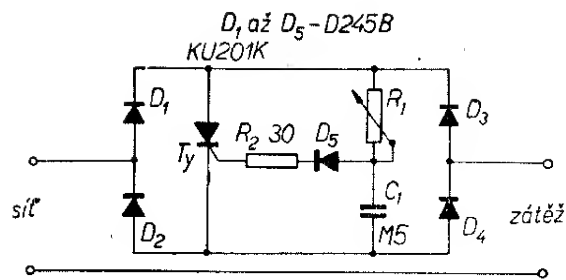 D1 až D5 – D245B
KU201K
D1
R1
D3
R2 30
D5
Ty
C1
síť
zátěž
D2
M5
D4